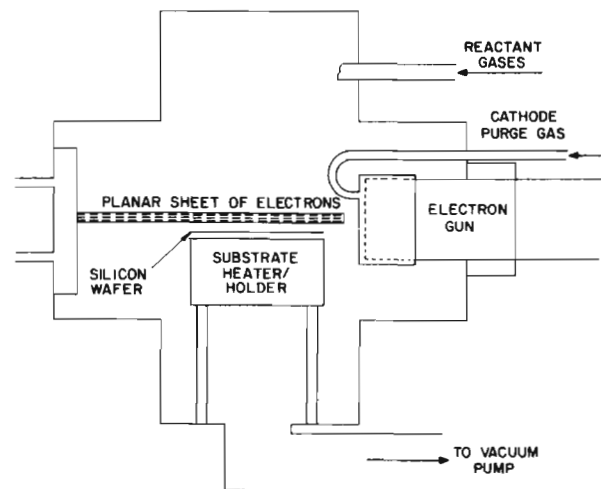 REACTANT
GASES
CATHODE
PURGE GAS
PLANAR SHEET OF ELECTRONS
ELECTRON
GUN
SILICON
WAFER
SUBSTRATE
HEATER/
HOLDER
TO VACUUM
PUMP